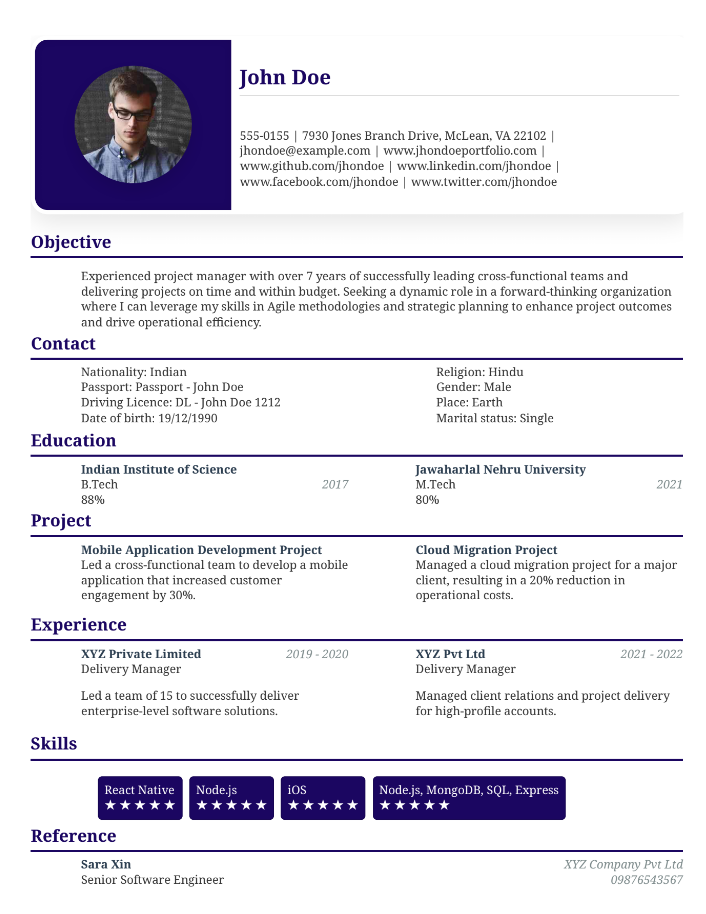 John Doe
555-0155 | 7930 Jones Branch Drive, McLean, VA 22102 |
jhondoe@example.com | www.jhondoeportfolio.com |
www.github.com/jhondoe | www.linkedin.com/jhondoe |
www.facebook.com/jhondoe | www.twitter.com/jhondoe
Objective
Experienced project manager with over 7 years of successfully leading cross-functional teams and
delivering projects on time and within budget. Seeking a dynamic role in a forward-thinking organization
where I can leverage my skills in Agile methodologies and strategic planning to enhance project outcomes
and drive operational efficiency.
Contact
Nationality: Indian
Passport: Passport - John Doe
Driving Licence: DL - John Doe 1212
Date of birth: 19/12/1990
Religion: Hindu
Gender: Male
Place: Earth
Marital status: Single
Education
Indian Institute of Science
B.Tech 2017
88%
Jawaharlal Nehru University
M.Tech 2021
80%
Project
Mobile Application Development Project
Led a cross-functional team to develop a mobile
application that increased customer
engagement by 30%.
Cloud Migration Project
Managed a cloud migration project for a major
client, resulting in a 20% reduction in
operational costs.
Experience
XYZ Private Limited 2019 - 2020
Delivery Manager
Led a team of 15 to successfully deliver
enterprise-level software solutions.
XYZ Pvt Ltd 2021 - 2022
Delivery Manager
Managed client relations and project delivery
for high-profile accounts.
Skills
React Native
★★★★★
Node.js
★★★★★
iOS
★★★★★
Node.js, MongoDB, SQL, Express
★★★★★
Reference
Sara Xin XYZ Company Pvt Ltd
Senior Software Engineer 09876543567